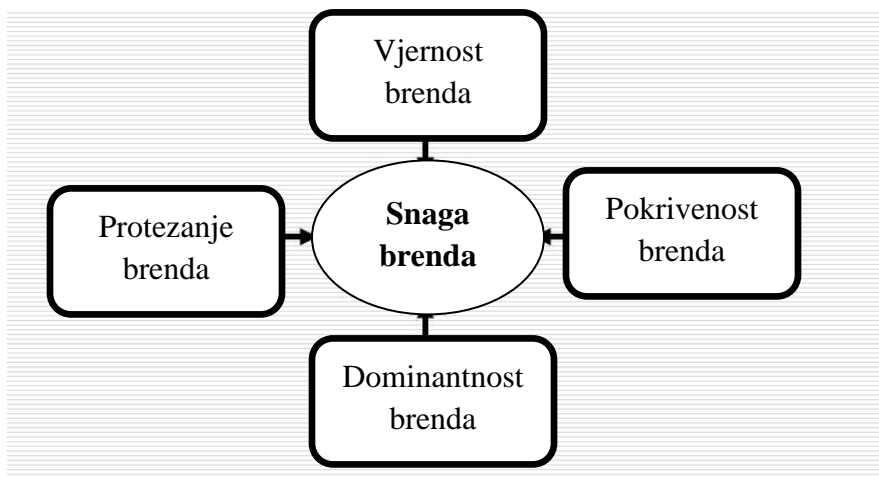 Vjernost
brenda
Protezanje
brenda
Snaga
brenda
Pokrivenost
brenda
Dominantnost
brenda